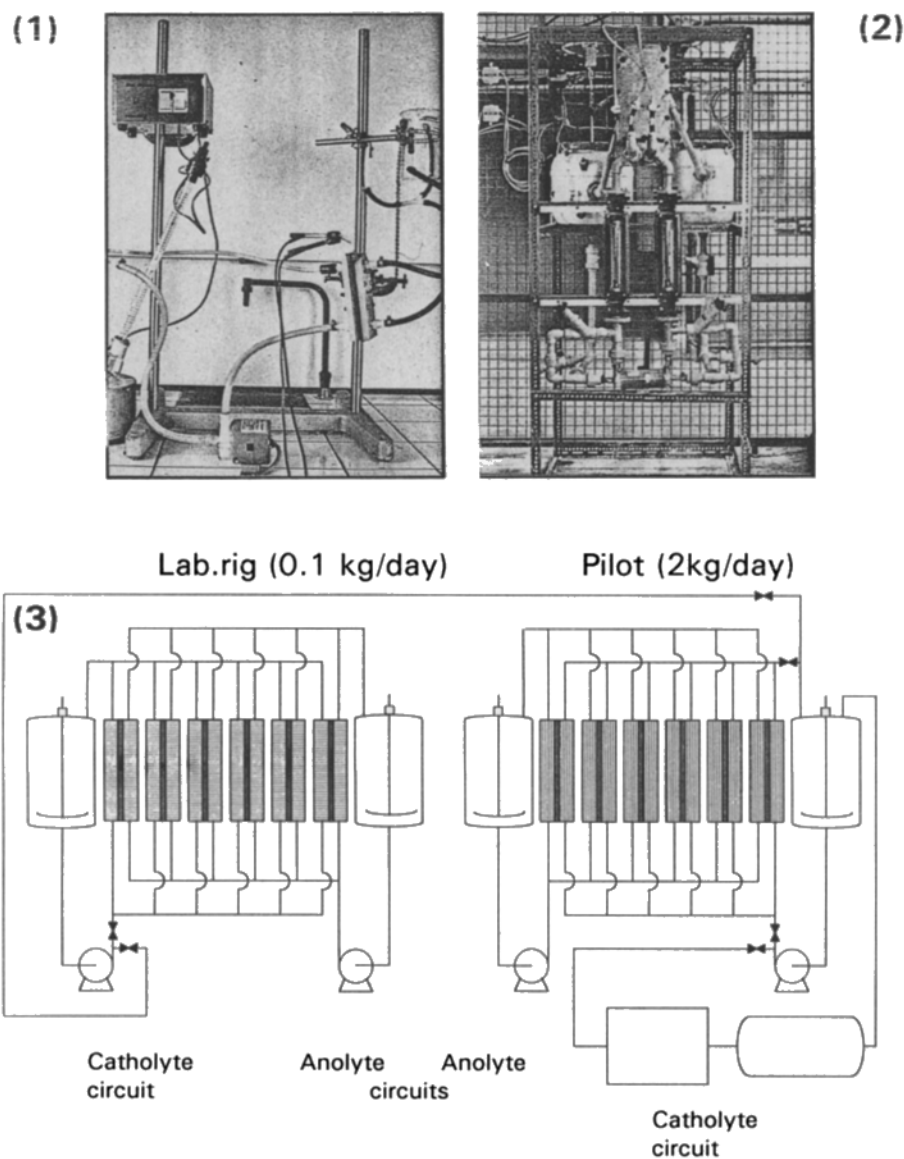 (1)
(2)
Lab.rig (0.1 kg/day)
Pilot (2kg/day)
(3)
Catholyte
circuit
Anolyte
Anolyte
circuits
Catholyte
circuit